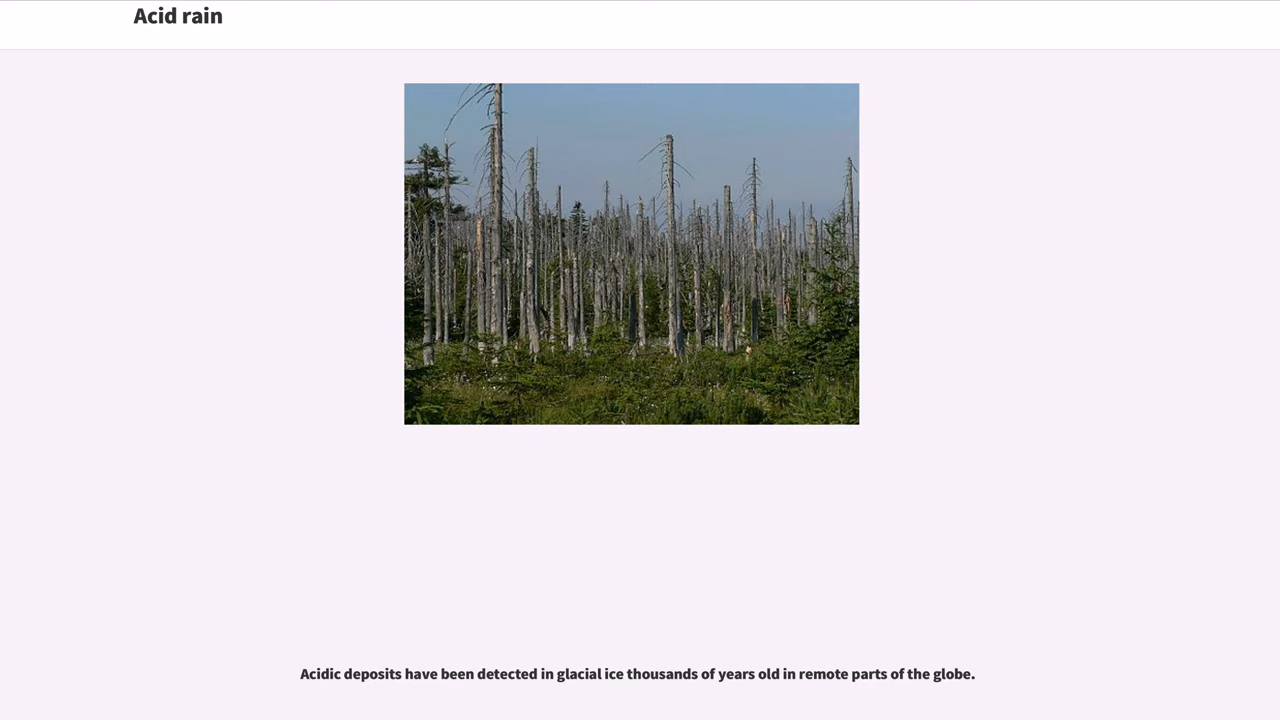 Acid rain
Acidic deposits have been detected in glacial ice thousands of years old in remote parts of the globe.